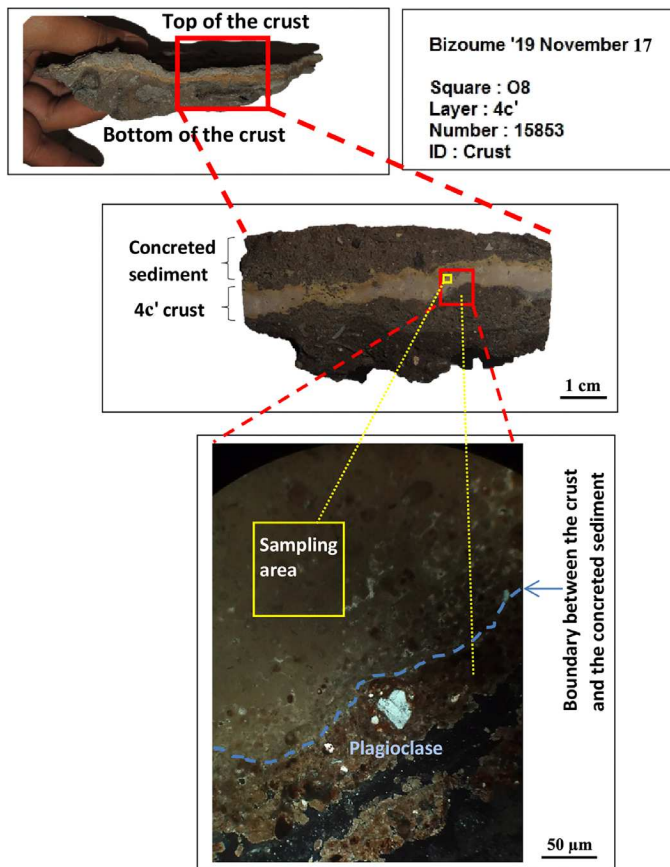 Top of the crust
Bottom of the crust
Bizoume '19 November 17
Square : O8
Layer : 4c'
Number : 15853
ID : Crust
Concreted
sediment
4c' crust
1 cm
Sampling
area
Plagioclase
Boundary between the crust
and the concreted sediment
50 µm